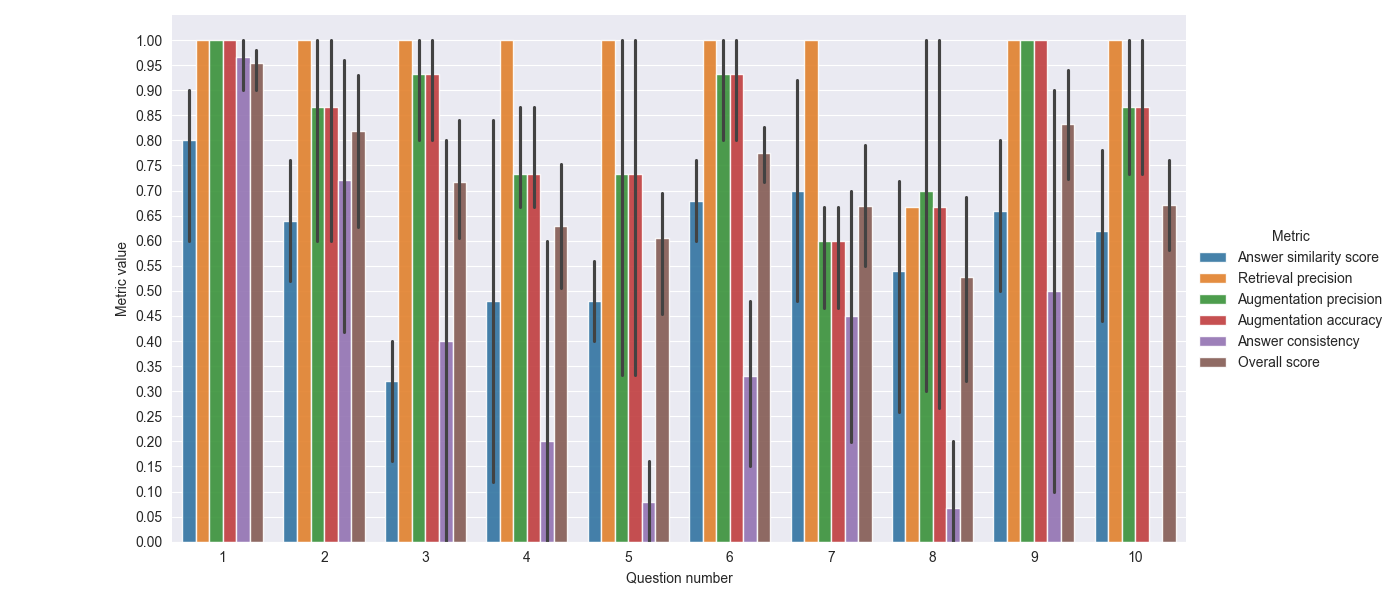 1.00
0.95
0.90
0.85
0.80
0.75
0.70
0.65
0.60
0.55
0.50
0.45
0.40
0.35
0.30
0.25
0.20
0.15
0.10
0.05
0.00
Metric value
1 2 3 4 5 6 7 8 9 10
Question number
Metric
Answer similarity score
Retrieval precision
Augmentation precision
Augmentation accuracy
Answer consistency
Overall score